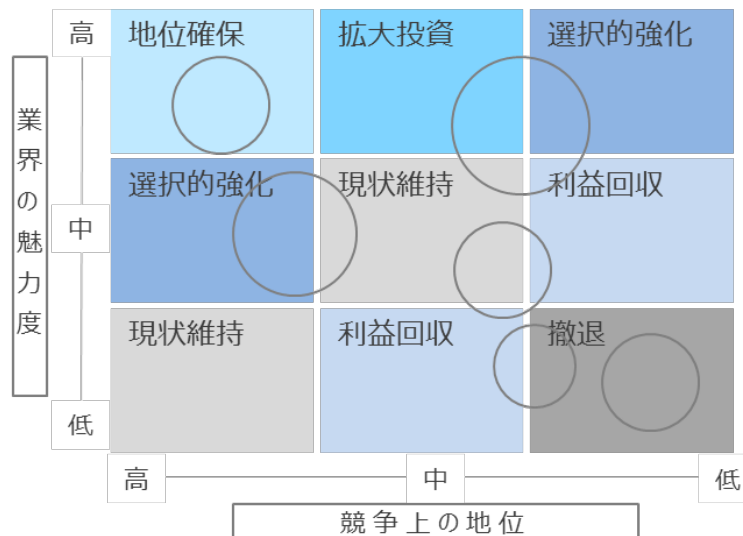 高
地位確保
拡大投資
選択的強化
業界の魅力度
中
選択的強化
現状維持
利益回収
低
現状維持
利益回収
撤退
高
中
低
競争上の地位